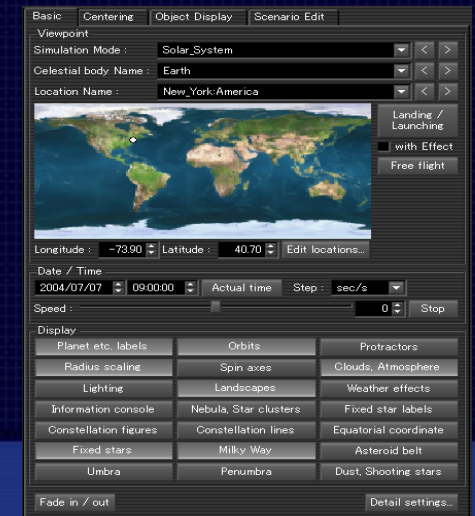 Basic Centering Object Display Scenario Edit
Viewpoint
Simulation Mode : Solar_System < >
Celestial body Name : Earth < >
Location Name : New_York:America < >
Landing /
Launching
with Effect
Free flight
Longitude : -73.90 Latitude : 40.70 Edit locations...
Date / Time
2004/07/07 09:00:00 Actual time Step : sec/s
Speed : 0 Stop
Display
Planet etc. labels Orbits Protractors
Radius scaling Spin axes Clouds, Atmosphere
Lighting Landscapes Weather effects
Information console Nebula, Star clusters Fixed star labels
Constellation figures Constellation lines Equatorial coordinate
Fixed stars Milky Way Asteroid belt
Umbra Penumbra Dust, Shooting stars
Fade in / out Detail settings...